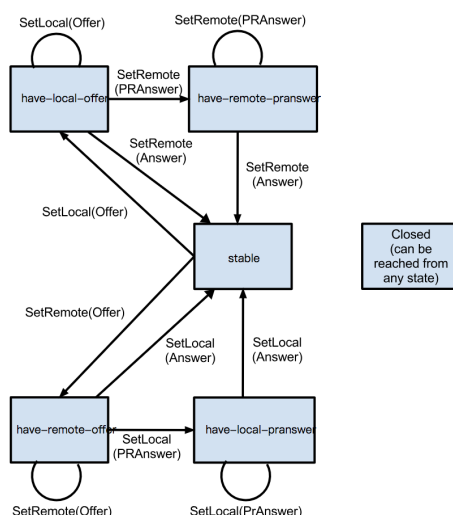 SetLocal(Offer)
SetRemote(PRAnswer)
have-local-offer
SetRemote
(PRAnswer)
have-remote-pranswer
SetRemote
(Answer)
SetRemote
(Answer)
SetLocal(Offer)
stable
Closed
(can be
reached from
any state)
SetRemote(Offer)
SetLocal
(Answer)
SetLocal
(Answer)
have-remote-offer
SetLocal
(PRAnswer)
have-local-pranswer
SetRemote(Offer)
SetLocal(PrAnswer)